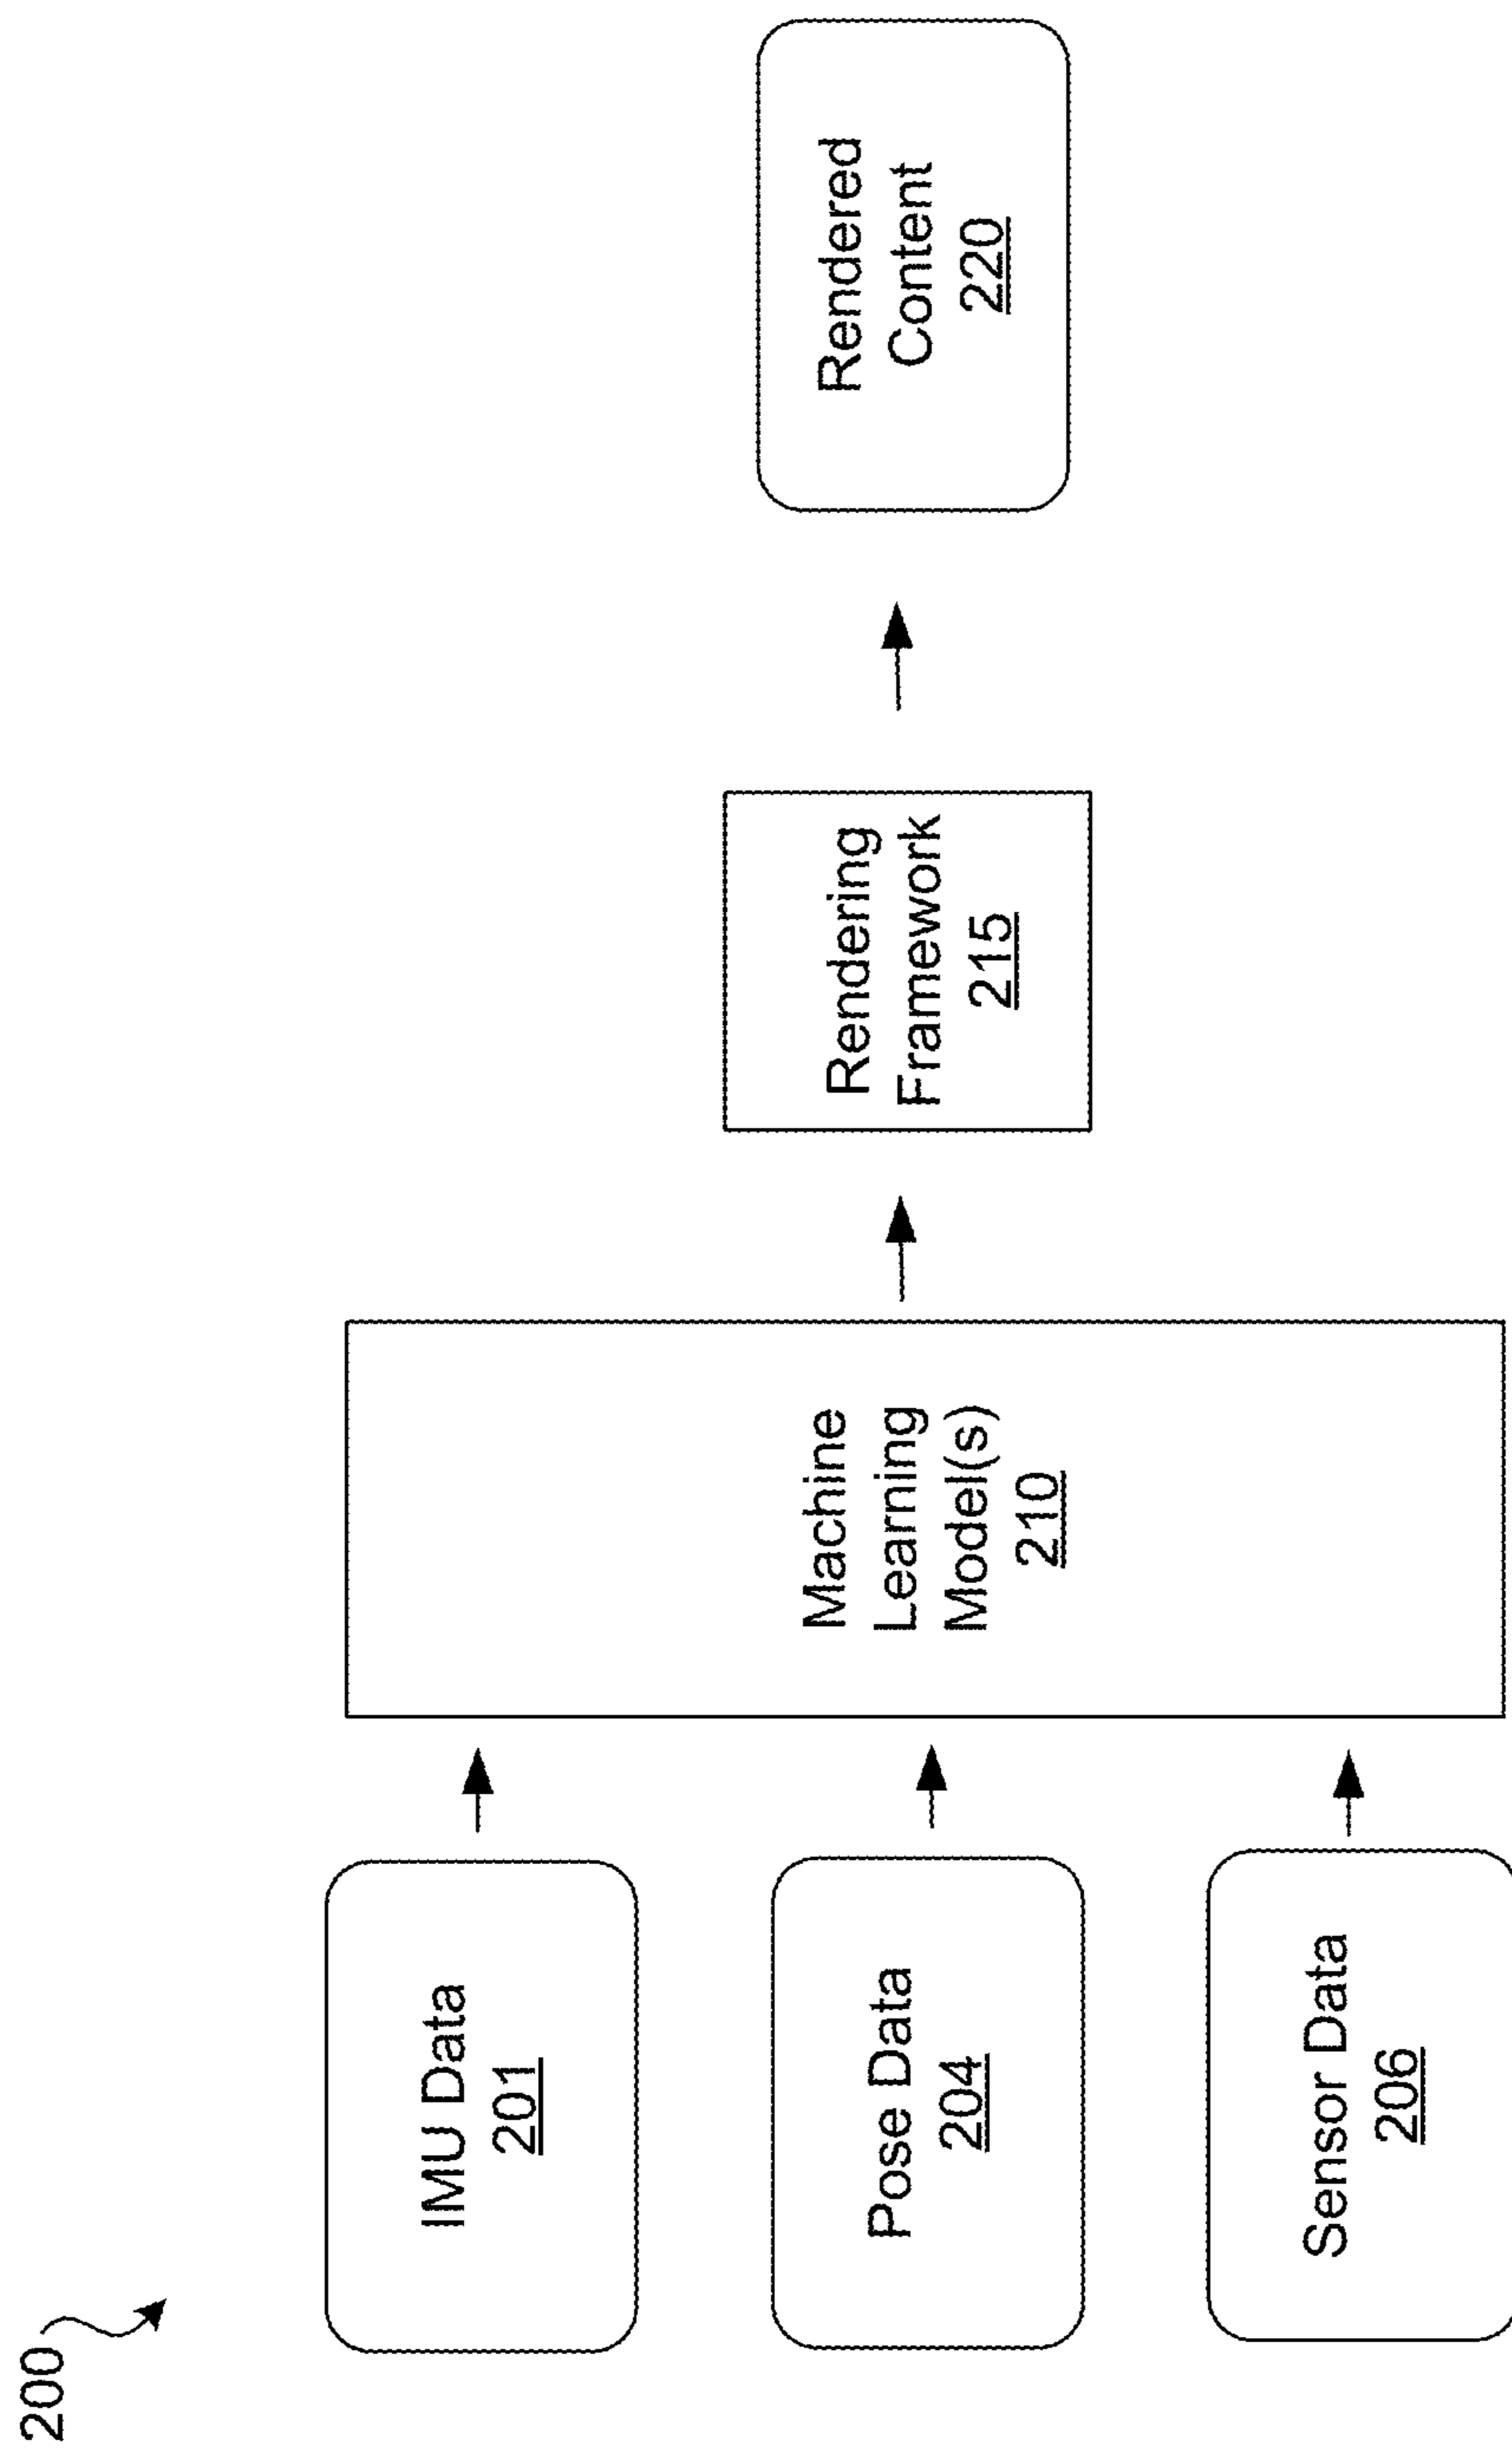 200
IMU Data
201
Pose Data
204
Sensor Data
206
Machine
Learning
Model(s)
210
Rendering
Framework
215
Rendered
Content
220